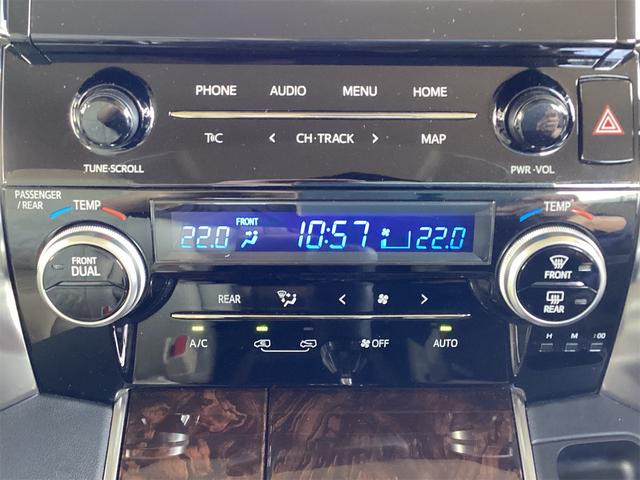 PHONE AUDIO MENU HOME
TC < CH·TRACK > MAP
TUNE·SCROLL PWR·VOL
PASSENGER
/REAR
TEMP TEMP
22.0 FRONT 10:57 22.0
FRONT
DUAL
FRONT
REAR
REAR < >
A/C OFF AUTO
H M :00